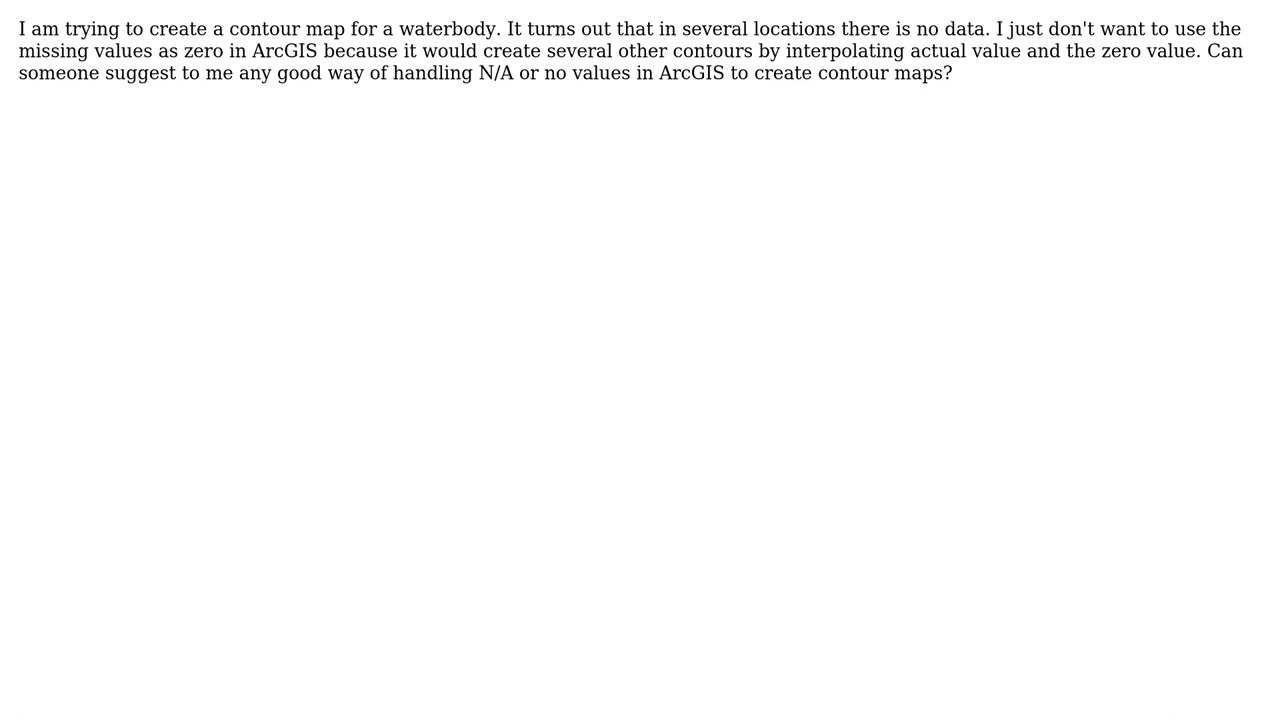 I am trying to create a contour map for a waterbody. It turns out that in several locations there is no data. I just don't want to use the
missing values as zero in ArcGIS because it would create several other contours by interpolating actual value and the zero value. Can
someone suggest to me any good way of handling N/A or no values in ArcGIS to create contour maps?